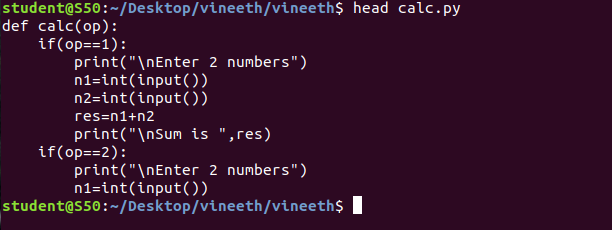 student@S50:~/Desktop/vineeth/vineeth$ head calc.py
def calc(op):
    if(op==1):
        print("\nEnter 2 numbers")
        n1=int(input())
        n2=int(input())
        res=n1+n2
        print("\nSum is ",res)
    if(op==2):
        print("\nEnter 2 numbers")
        n1=int(input())
student@S50:~/Desktop/vineeth/vineeth$